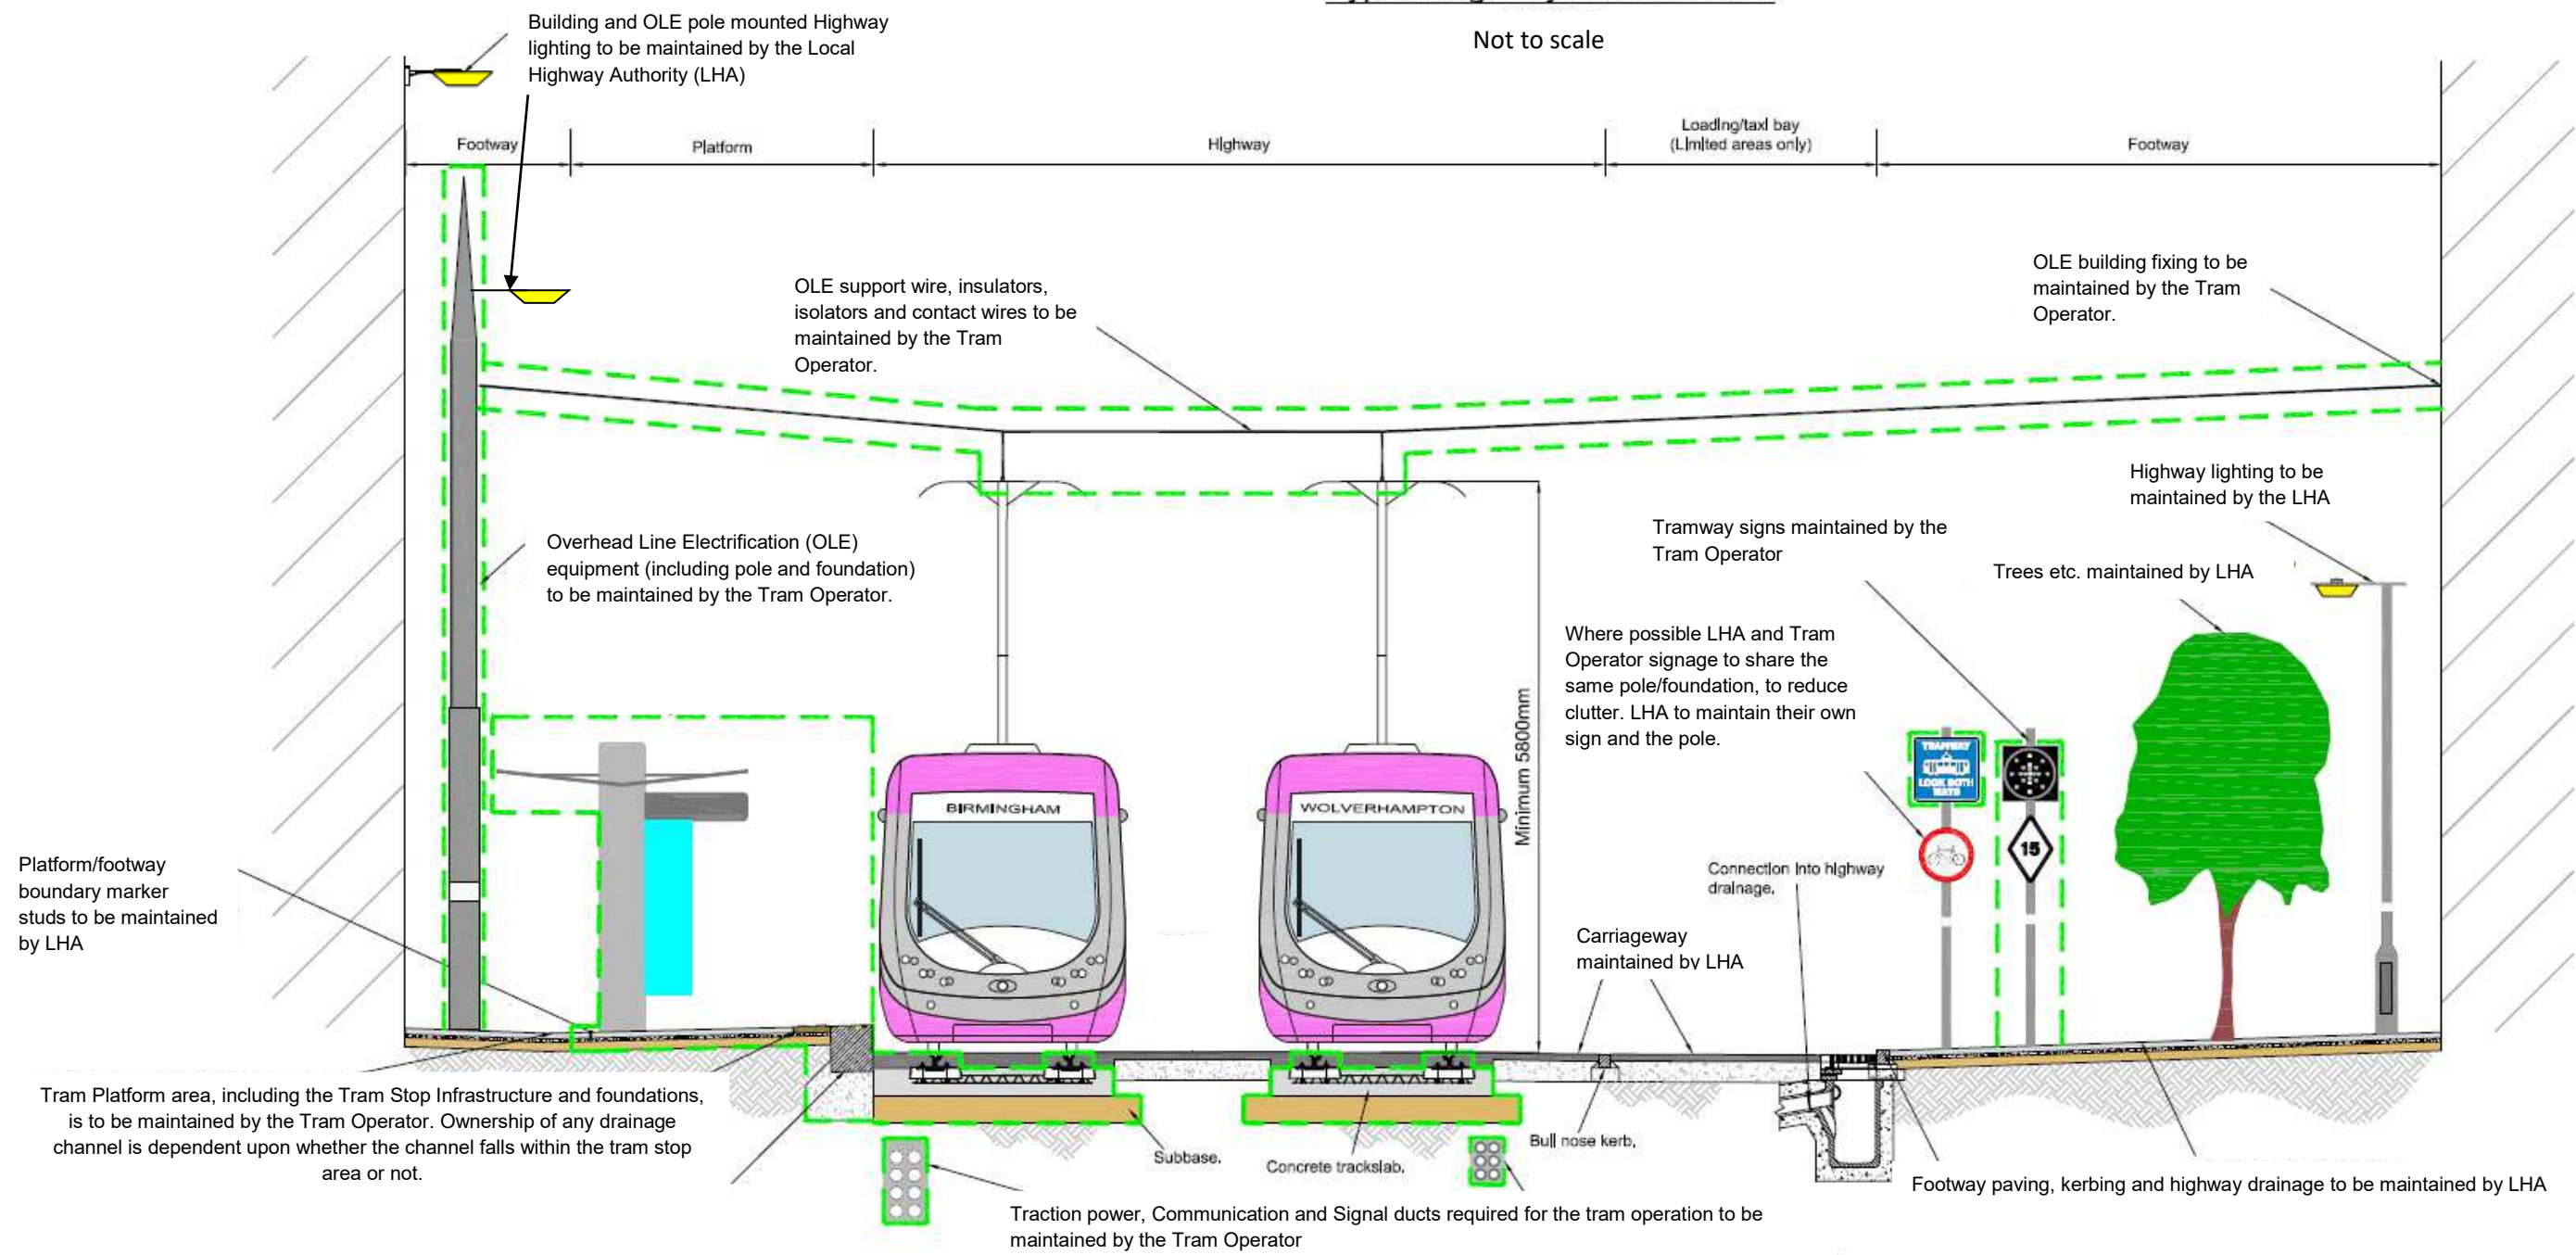 Not to scale
Building and OLE pole mounted Highway
lighting to be maintained by the Local
Highway Authority (LHA)
Footway
Platform
Highway
Loading/taxi bay
(Limited areas only)
Footway
OLE support wire, insulators,
isolators and contact wires to be
maintained by the Tram
Operator.
OLE building fixing to be
maintained by the Tram
Operator.
Highway lighting to be
maintained by the LHA
Tramway signs maintained by the
Tram Operator
Trees etc. maintained by LHA
Overhead Line Electrification (OLE)
equipment (including pole and foundation)
to be maintained by the Tram Operator.
Where possible LHA and Tram
Operator signage to share the
same pole/foundation, to reduce
clutter. LHA to maintain their own
sign and the pole.
Minimum 5800mm
TRAMWAY
LOOK BOTH
WAYS
15
BIRMINGHAM
WOLVERHAMPTON
Platform/footway
boundary marker
studs to be maintained
by LHA
Connection into highway
drainage.
Carriageway
maintained by LHA
Tram Platform area, including the Tram Stop Infrastructure and foundations,
is to be maintained by the Tram Operator. Ownership of any drainage
channel is dependent upon whether the channel falls within the tram stop
area or not.
Subbase.
Concrete trackslab.
Bull nose kerb.
Footway paving, kerbing and highway drainage to be maintained by LHA
Traction power, Communication and Signal ducts required for the tram operation to be
maintained by the Tram Operator